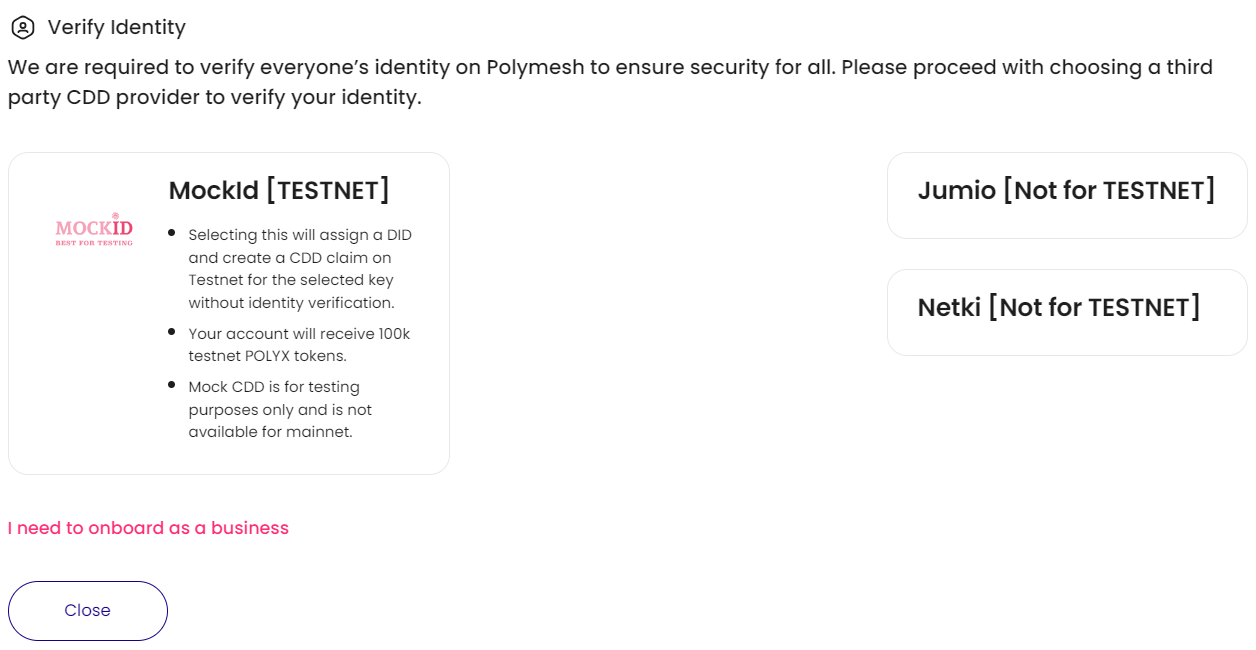 Verify Identity
We are required to verify everyone’s identity on Polymesh to ensure security for all. Please proceed with choosing a third
party CDD provider to verify your identity.
MOCKID
BEST FOR TESTING
MockId [TESTNET]
Selecting this will assign a DID
and create a CDD claim on
Testnet for the selected key
without identity verification.
Your account will receive 100k
testnet POLYX tokens.
Mock CDD is for testing
purposes only and is not
available for mainnet.
Jumio [Not for TESTNET]
Netki [Not for TESTNET]
I need to onboard as a business
Close